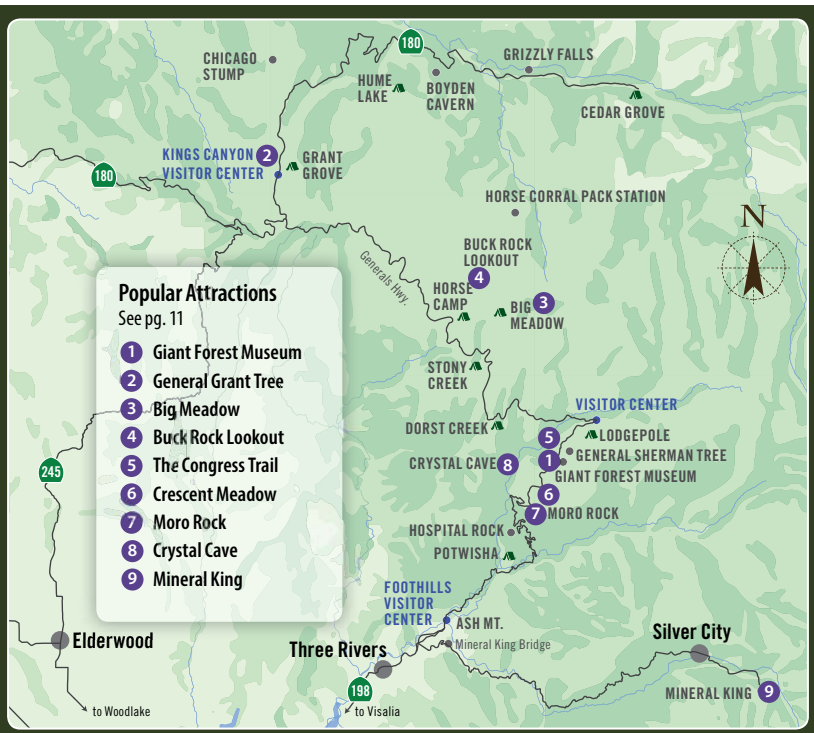 180
GRIZZLY FALLS
CHICAGO
STUMP
HUME
LAKE
BOYDEN
CAVERN
CEDAR GROVE
KINGS CANYON
VISITOR CENTER
2
GRANT
GROVE
180
HORSE CORRAL PACK STATION
N
BUCK ROCK
LOOKOUT
4
Generals Hwy.
HORSE
CAMP
BIG
MEADOW
3
Popular Attractions
See pg. 11
1 Giant Forest Museum
2 General Grant Tree
3 Big Meadow
4 Buck Rock Lookout
5 The Congress Trail
6 Crescent Meadow
7 Moro Rock
8 Crystal Cave
9 Mineral King
STONY
CREEK
VISITOR CENTER
DORST CREEK
5
LODGEPOLE
GENERAL SHERMAN TREE
CRYSTAL CAVE 8
1
GIANT FOREST MUSEUM
6
7 MORO ROCK
245
HOSPITAL ROCK
POTWISHA
FOOTHILLS
VISITOR
CENTER
ASH MT.
Mineral King Bridge
Elderwood
Three Rivers
Silver City
198
MINERAL KING 9
to Woodlake
to Visalia